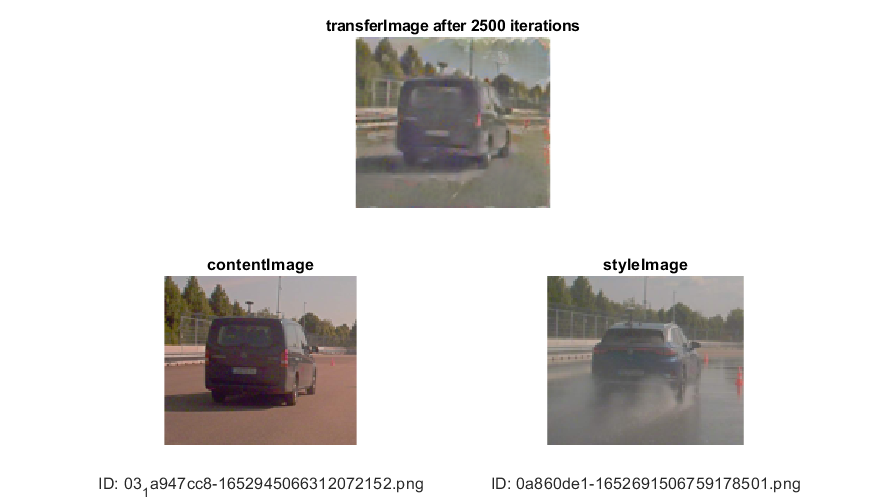 transferImage after 2500 iterations
contentImage
styleImage
ID: 03₁a947cc8-1652945066312072152.png
ID: 0a860de1-1652691506759178501.png